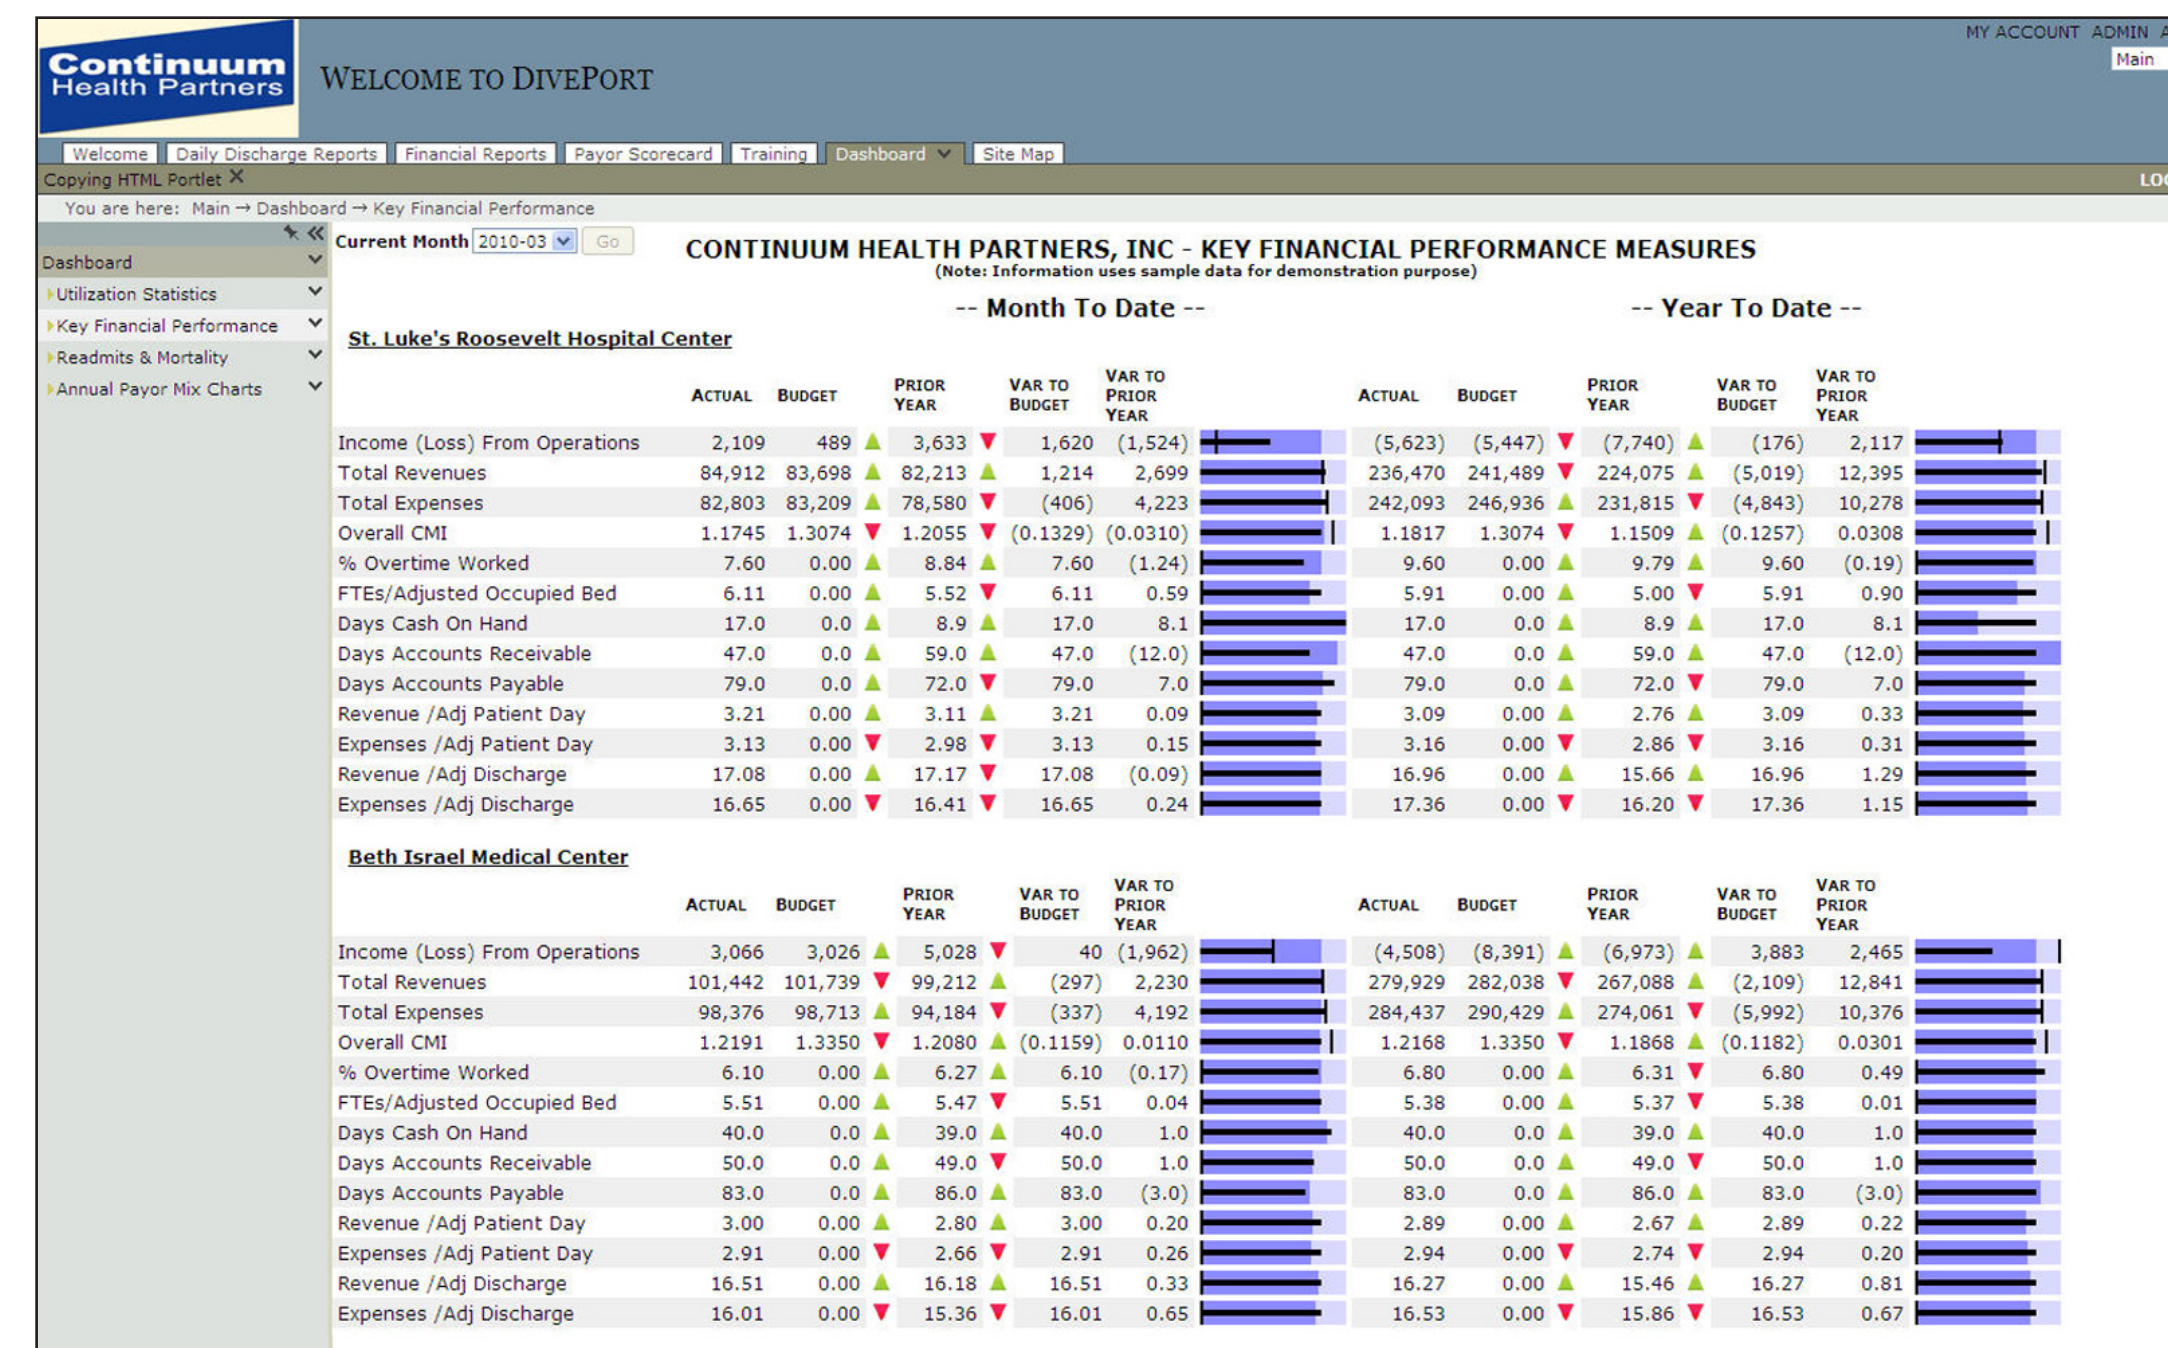 MY ACCOUNT ADMIN
Continuum
Health Partners
WELCOME TO DIVEPORT
Main
Welcome Daily Discharge Reports Financial Reports Payor Scorecard Training Dashboard Site Map
Copying HTML Portlet
You are here: Main → Dashboard → Key Financial Performance
Current Month 2010-03 Go
CONTINUUM HEALTH PARTNERS, INC - KEY FINANCIAL PERFORMANCE MEASURES
(Note: Information uses sample data for demonstration purpose)
Dashboard
Utilization Statistics
Key Financial Performance
Readmits & Mortality
Annual Payor Mix Charts
-- Month To Date -- -- Year To Date --
St. Luke's Roosevelt Hospital Center
ACTUAL BUDGET PRIOR YEAR VAR TO BUDGET VAR TO PRIOR YEAR ACTUAL BUDGET PRIOR YEAR VAR TO BUDGET VAR TO PRIOR YEAR
Income (Loss) From Operations 2,109 489 3,633 1,620 (1,524) (5,623) (5,447) (7,740) (176) 2,117
Total Revenues 84,912 83,698 82,213 1,214 2,699 236,470 241,489 224,075 (5,019) 12,395
Total Expenses 82,803 83,209 78,580 (406) 4,223 242,093 246,936 231,815 (4,843) 10,278
Overall CMI 1.1745 1.3074 1.2055 (0.1329) (0.0310) 1.1817 1.3074 1.1509 (0.1257) 0.0308
% Overtime Worked 7.60 0.00 8.84 7.60 (1.24) 9.60 0.00 9.79 9.60 (0.19)
FTEs/Adjusted Occupied Bed 6.11 0.00 5.52 6.11 0.59 5.91 0.00 5.00 5.91 0.90
Days Cash On Hand 17.0 0.0 8.9 17.0 8.1 17.0 0.0 8.9 17.0 8.1
Days Accounts Receivable 47.0 0.0 59.0 47.0 (12.0) 47.0 0.0 59.0 47.0 (12.0)
Days Accounts Payable 79.0 0.0 72.0 79.0 7.0 79.0 0.0 72.0 79.0 7.0
Revenue /Adj Patient Day 3.21 0.00 3.11 3.21 0.09 3.09 0.00 2.76 3.09 0.33
Expenses /Adj Patient Day 3.13 0.00 2.98 3.13 0.15 3.16 0.00 2.86 3.16 0.31
Revenue /Adj Discharge 17.08 0.00 17.17 17.08 (0.09) 16.96 0.00 15.66 16.96 1.29
Expenses /Adj Discharge 16.65 0.00 16.41 16.65 0.24 17.36 0.00 16.20 17.36 1.15
Beth Israel Medical Center
ACTUAL BUDGET PRIOR YEAR VAR TO BUDGET VAR TO PRIOR YEAR ACTUAL BUDGET PRIOR YEAR VAR TO BUDGET VAR TO PRIOR YEAR
Income (Loss) From Operations 3,066 3,026 5,028 40 (1,962) (4,508) (8,391) (6,973) 3,883 2,465
Total Revenues 101,442 101,739 99,212 (297) 2,230 279,929 282,038 267,088 (2,109) 12,841
Total Expenses 98,376 98,713 94,184 (337) 4,192 284,437 290,429 274,061 (5,992) 10,376
Overall CMI 1.2191 1.3350 1.2080 (0.1159) 0.0110 1.2168 1.3350 1.1868 (0.1182) 0.0301
% Overtime Worked 6.10 0.00 6.27 6.10 (0.17) 6.80 0.00 6.31 6.80 0.49
FTEs/Adjusted Occupied Bed 5.51 0.00 5.47 5.51 0.04 5.38 0.00 5.37 5.38 0.01
Days Cash On Hand 40.0 0.0 39.0 40.0 1.0 40.0 0.0 39.0 40.0 1.0
Days Accounts Receivable 50.0 0.0 49.0 50.0 1.0 50.0 0.0 49.0 50.0 1.0
Days Accounts Payable 83.0 0.0 86.0 83.0 (3.0) 83.0 0.0 86.0 83.0 (3.0)
Revenue /Adj Patient Day 3.00 0.00 2.80 3.00 0.20 2.89 0.00 2.67 2.89 0.22
Expenses /Adj Patient Day 2.91 0.00 2.66 2.91 0.26 2.94 0.00 2.74 2.94 0.20
Revenue /Adj Discharge 16.51 0.00 16.18 16.51 0.33 16.27 0.00 15.46 16.27 0.81
Expenses /Adj Discharge 16.01 0.00 15.36 16.01 0.65 16.53 0.00 15.86 16.53 0.67